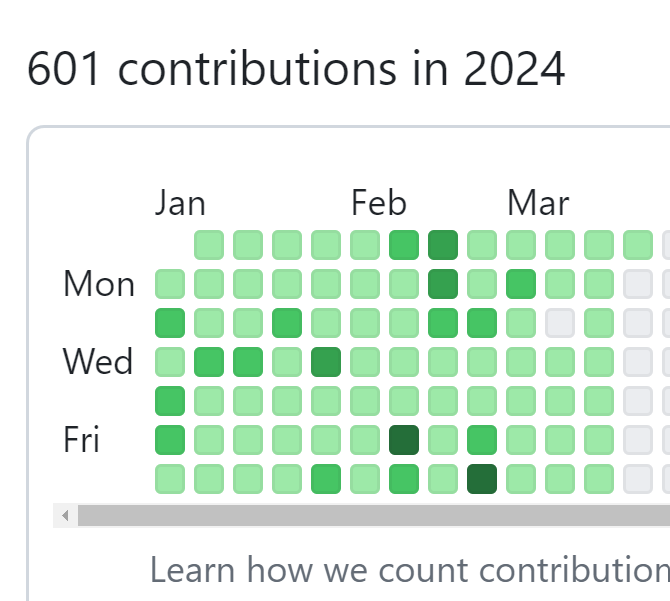 601 contributions in 2024
Jan Feb Mar
Mon
Wed
Fri
Learn how we count contribution